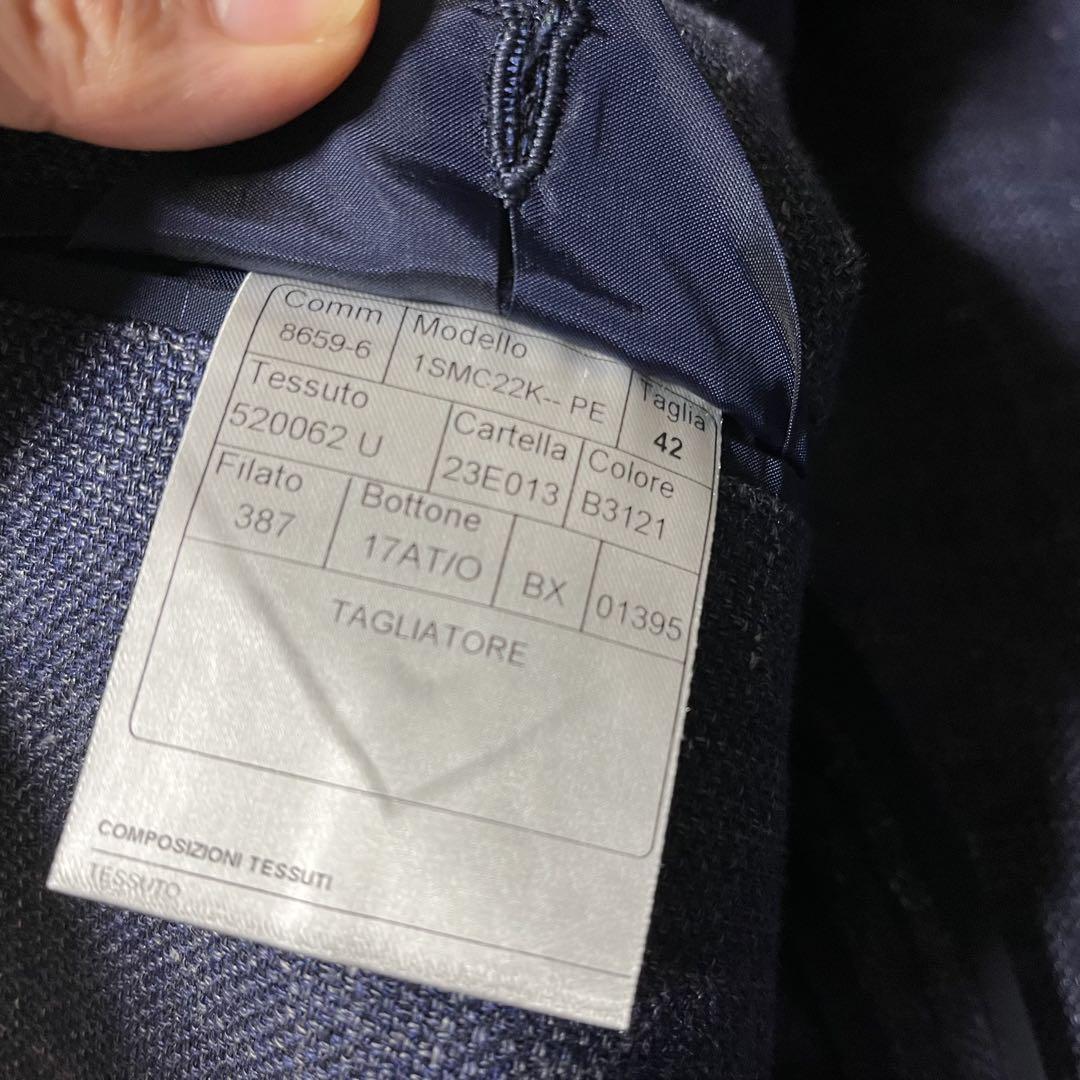 Comm Modello Taglia
8659-6 1SMC22K-- PE 42
Tessuto Cartella Colore
520062 U 23E013 B3121
Filato Bottone
387 17AT/O BX 01395
TAGLIATORE
COMPOSIZIONI TESSUTI
TESSUTO